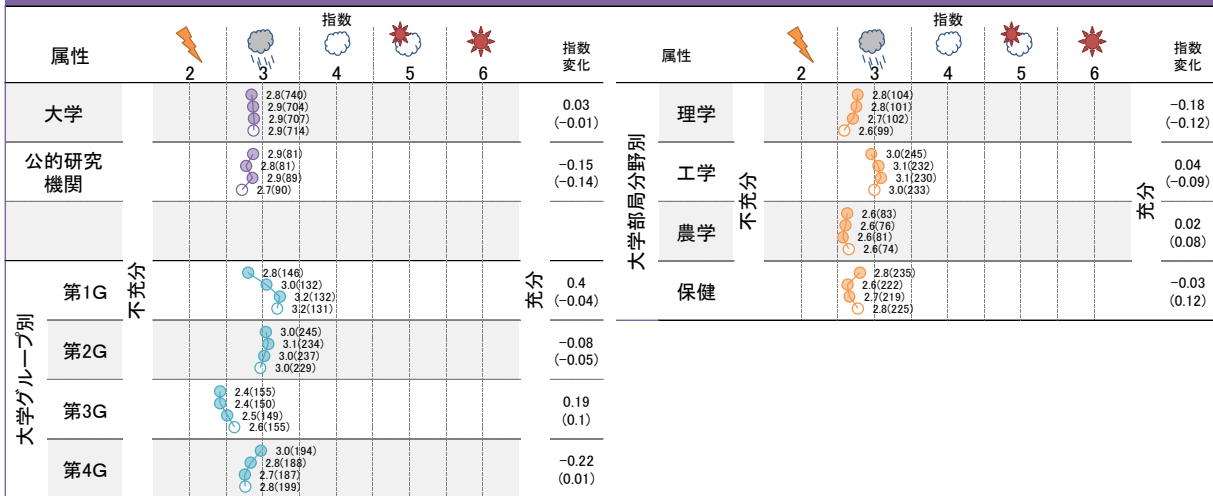 指数
属性
2 3 4 5 6
指数
変化
大学
2.8(740)
2.9(704)
2.9(707)
2.9(714)
0.03
(-0.01)
公的研究
機関
2.9(81)
2.8(81)
2.9(89)
2.7(90)
-0.15
(-0.14)
大学グループ別
不充分
充分
第1G
2.8(146)
3.0(132)
3.2(132)
3.2(131)
0.4
(-0.04)
第2G
3.0(245)
3.1(234)
3.0(237)
3.0(229)
-0.08
(-0.05)
第3G
2.4(155)
2.4(150)
2.5(149)
2.6(155)
0.19
(0.1)
第4G
3.0(194)
2.8(188)
2.7(187)
2.8(199)
-0.22
(0.01)
指数
属性
2 3 4 5 6
指数
変化
大学部局分野別
不充分
充分
理学
2.8(104)
2.8(101)
2.7(102)
2.6(99)
-0.18
(-0.12)
工学
3.0(245)
3.1(232)
3.1(230)
3.0(233)
0.04
(-0.09)
農学
2.6(83)
2.6(76)
2.6(81)
2.6(74)
0.02
(0.08)
保健
2.8(235)
2.6(222)
2.7(219)
2.8(225)
-0.03
(0.12)